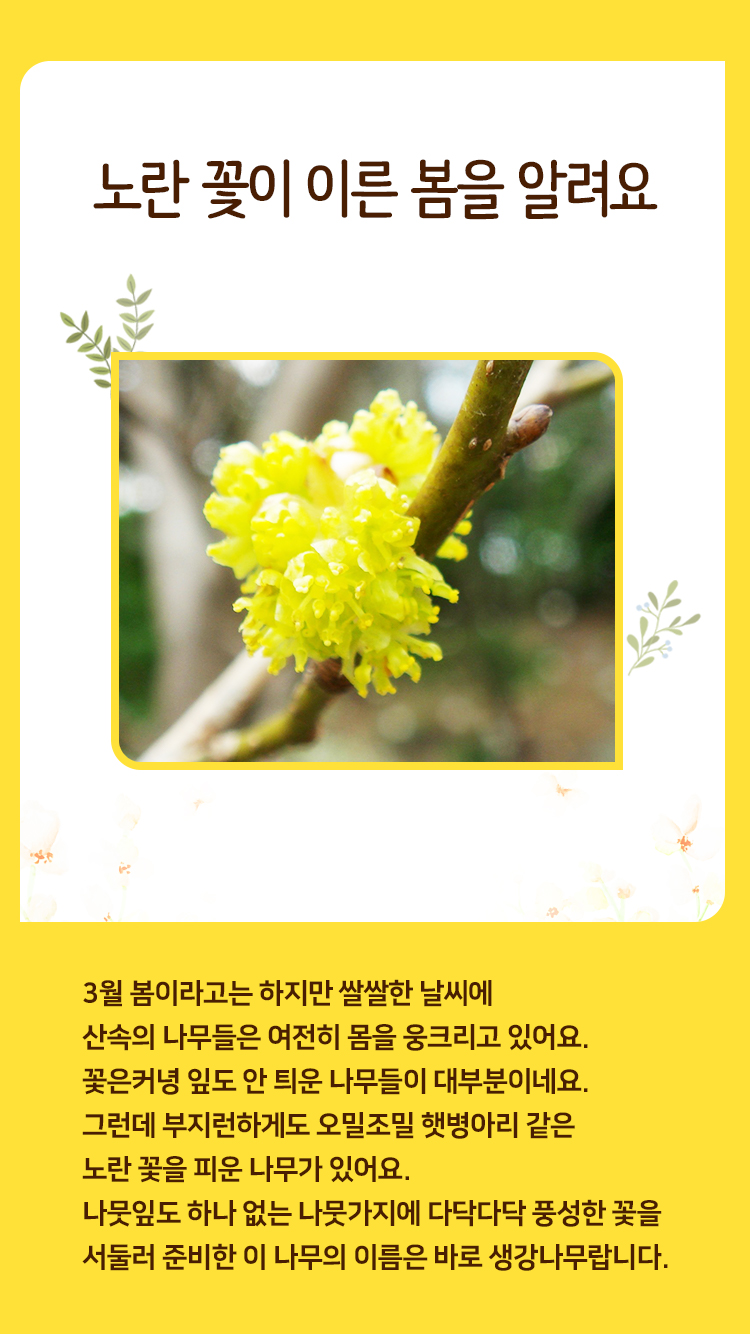 노란 꽃이 이른 봄을 알려요
3월 봄이라고는 하지만 쌀쌀한 날씨에
산속의 나무들은 여전히 몸을 웅크리고 있어요.
꽃은커녕 잎도 안 틔운 나무들이 대부분이네요.
그런데 부지런하게도 오밀조밀 햇병아리 같은
노란 꽃을 피운 나무가 있어요.
나뭇잎도 하나 없는 나뭇가지에 다닥다닥 풍성한 꽃을
서둘러 준비한 이 나무의 이름은 바로 생강나무랍니다.